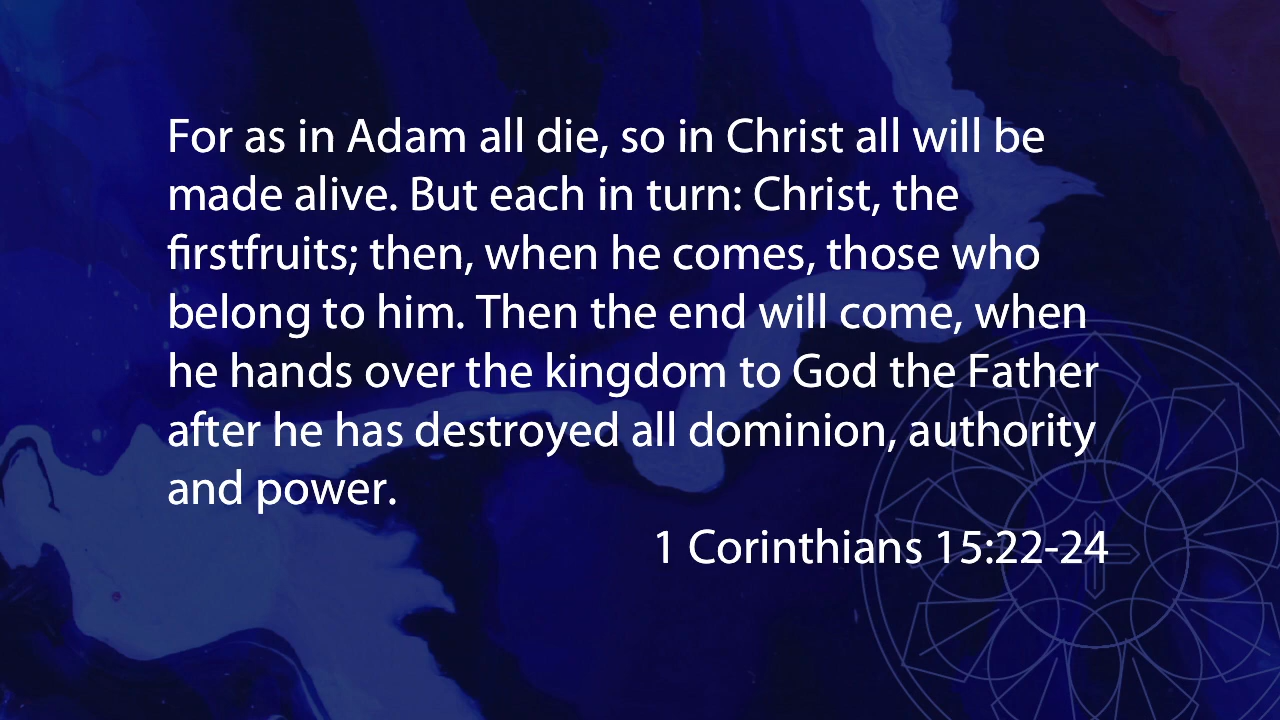 For as in Adam all die, so in Christ all will be
made alive. But each in turn: Christ, the
firstfruits; then, when he comes, those who
belong to him. Then the end will come, when
he hands over the kingdom to God the Father
after he has destroyed all dominion, authority
and power.
1 Corinthians 15:22-24